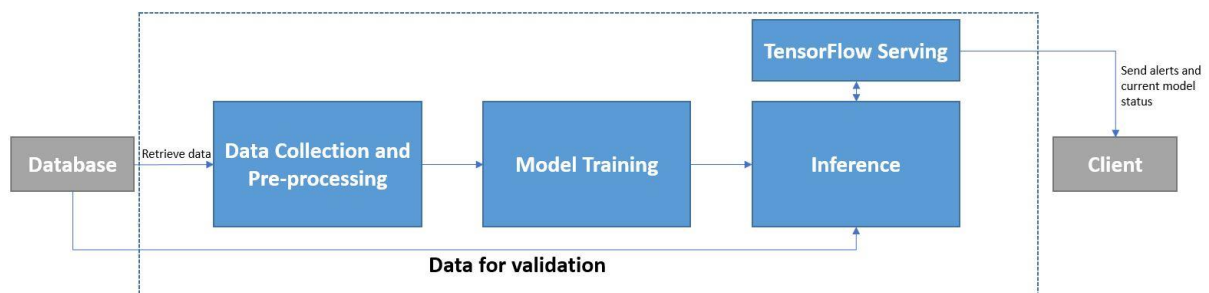 TensorFlow Serving
Send alerts and
current model
status
Database
Retrieve data
Data Collection and
Pre-processing
Model Training
Inference
Client
Data for validation